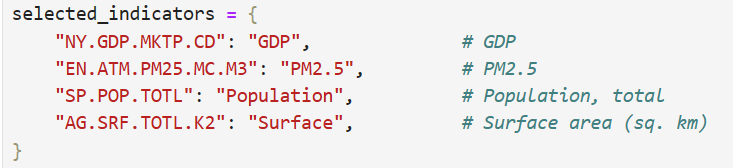 selected_indicators = {
    "NY.GDP.MKTP.CD": "GDP",               # GDP
    "EN.ATM.PM25.MC.M3": "PM2.5",          # PM2.5
    "SP.POP.TOTL": "Population",           # Population, total
    "AG.SRF.TOTL.K2": "Surface",           # Surface area (sq. km)
}